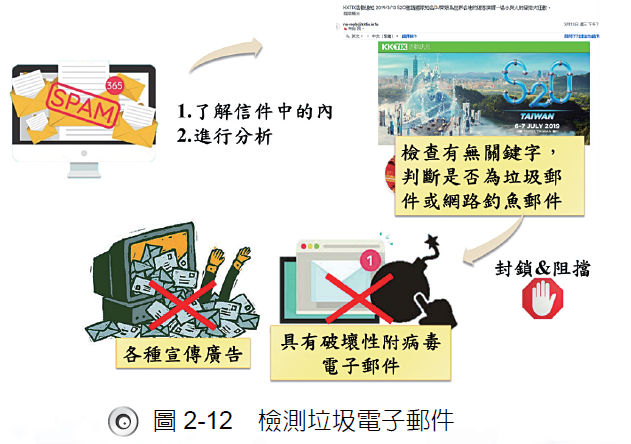 365
SPAM
1.了解信件中的內
2.進行分析
KKTIX
S2O
TAIWAN
6-7 JULY 2019
檢查有無關鍵字，
判斷是否為垃圾郵
件或網路釣魚郵件
封鎖&阻擋
各種宣傳廣告
1
具有破壞性附病毒
電子郵件
圖 2-12 檢測垃圾電子郵件